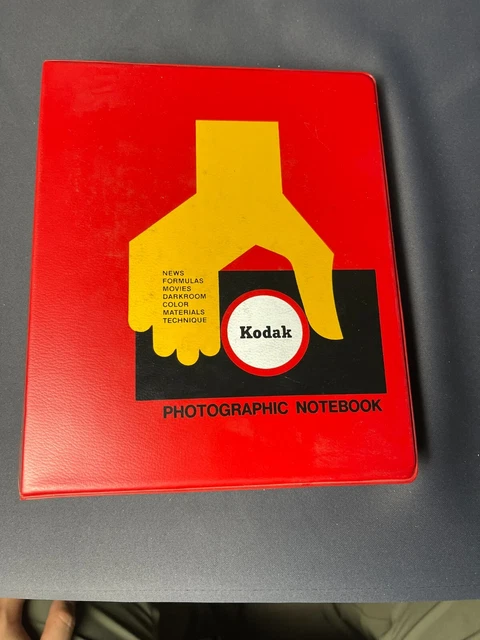 NEWS
FORMULAS
MOVIES
DARKROOM
COLOR
MATERIALS
TECHNIQUE
Kodak
PHOTOGRAPHIC NOTEBOOK